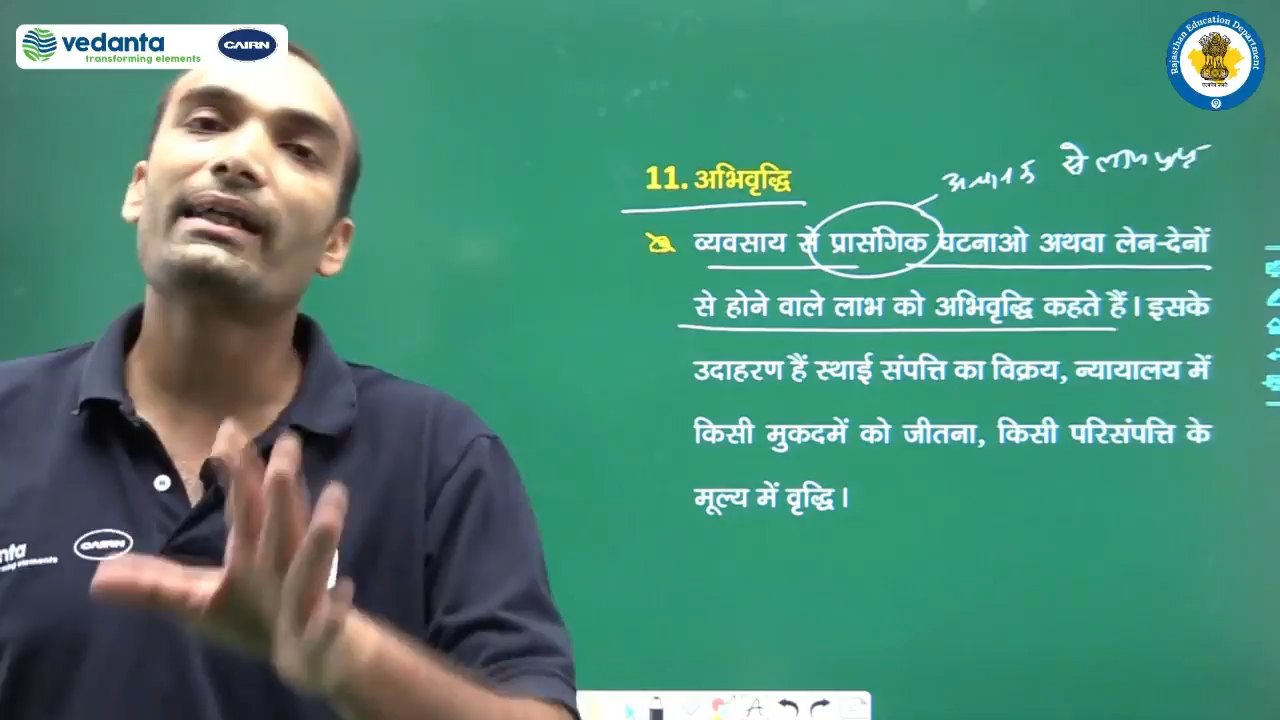 vedanta
transforming elements
CAIRN
Rajasthan Education Department
11. अभिवृद्धि
से लाभ
व्यवसाय से प्रासंगिक घटनाओ अथवा लेन-देनों
से होने वाले लाभ को अभिवृद्धि कहते हैं। इसके
उदाहरण हैं स्थाई संपत्ति का विक्रय, न्यायालय में
किसी मुकदमें को जीतना, किसी परिसंपत्ति के
मूल्य में वृद्धि।
CAIRN